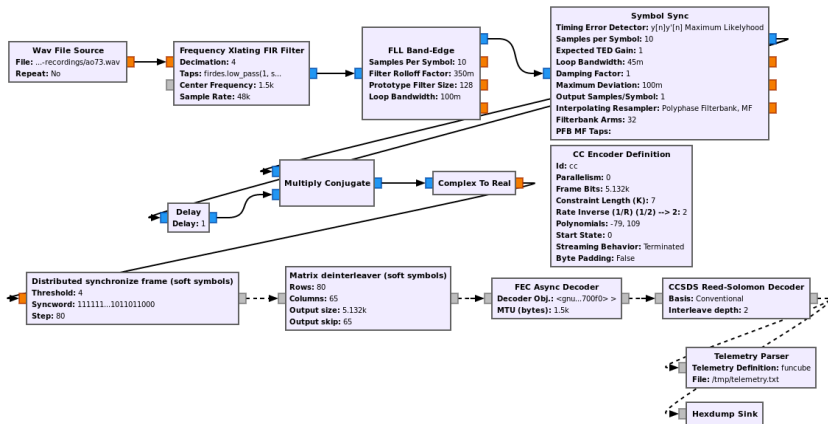 Wav File Source
File: ...-recordings/ao73.wav
Repeat: No
Frequency Xlating FIR Filter
Decimation: 4
Taps: firdes.low_pass(1, s...
Center Frequency: 1.5k
Sample Rate: 48k
FLL Band-Edge
Samples Per Symbol: 10
Filter Rolloff Factor: 350m
Prototype Filter Size: 128
Loop Bandwidth: 100m
Symbol Sync
Timing Error Detector: y[n]y'[n] Maximum Likelyhood
Samples per Symbol: 10
Expected TED Gain: 1
Loop Bandwidth: 45m
Damping Factor: 1
Maximum Deviation: 100m
Output Samples/Symbol: 1
Interpolating Resampler: Polyphase Filterbank, MF
Filterbank Arms: 32
PFB MF Taps:
Delay
Delay: 1
Multiply Conjugate
Complex To Real
CC Encoder Definition
Id: cc
Parallelism: 0
Frame Bits: 5.132k
Constraint Length (K): 7
Rate Inverse (1/R) (1/2) --> 2: 2
Polynomials: -79, 109
Start State: 0
Streaming Behavior: Terminated
Byte Padding: False
Distributed synchronize frame (soft symbols)
Threshold: 4
Syncword: 111111...1011011000
Step: 80
Matrix deinterleaver (soft symbols)
Rows: 80
Columns: 65
Output size: 5.132k
Output skip: 65
FEC Async Decoder
Decoder Obj.: <gnu...700f0> >
MTU (bytes): 1.5k
CCSDS Reed-Solomon Decoder
Basis: Conventional
Interleave depth: 2
Telemetry Parser
Telemetry Definition: funcube
File: /tmp/telemetry.txt
Hexdump Sink